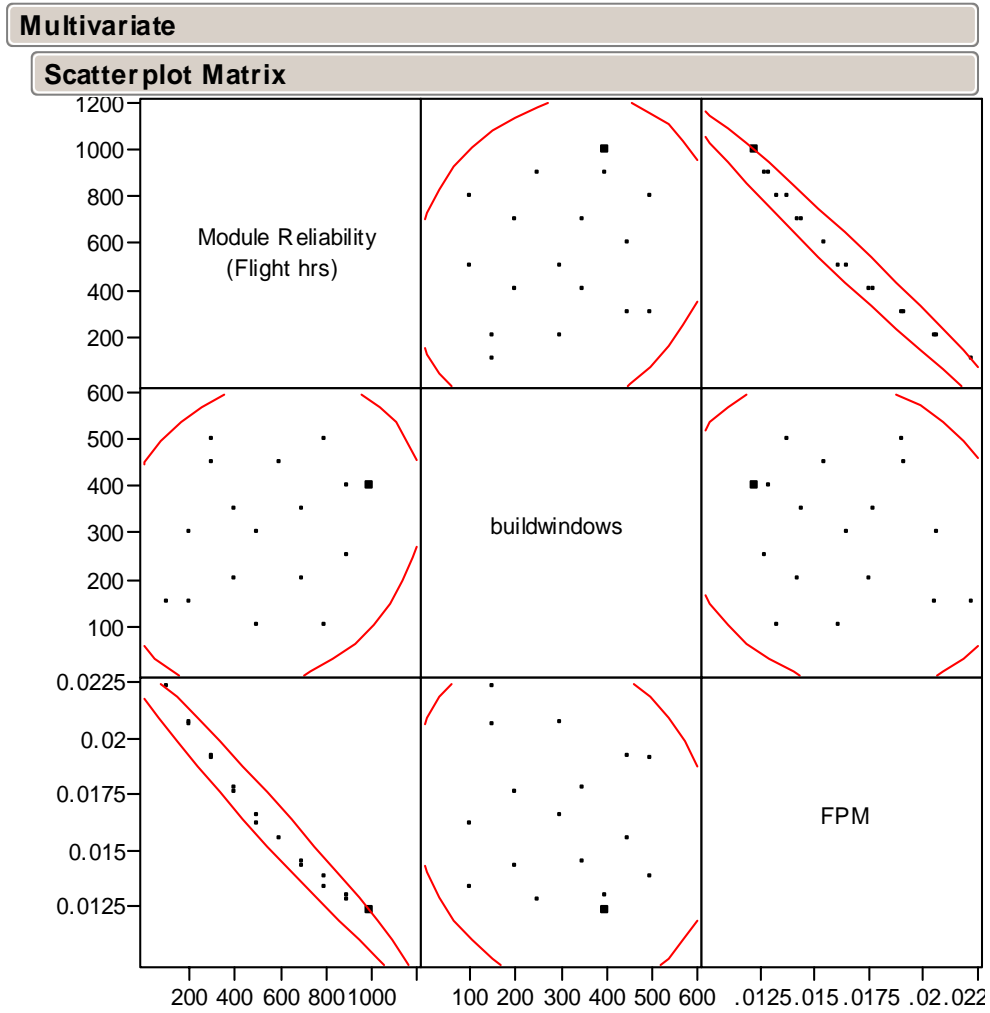 Multivariate
Scatterplot Matrix
1200
1000
800
600
400
200
Module Reliability
(Flight hrs)
600
500
400
300
200
100
buildwindows
0.0225
0.02
0.0175
0.015
0.0125
FPM
200 400 600 8001000
100 200 300 400 500 600
.0125.015 .0175 .02.022